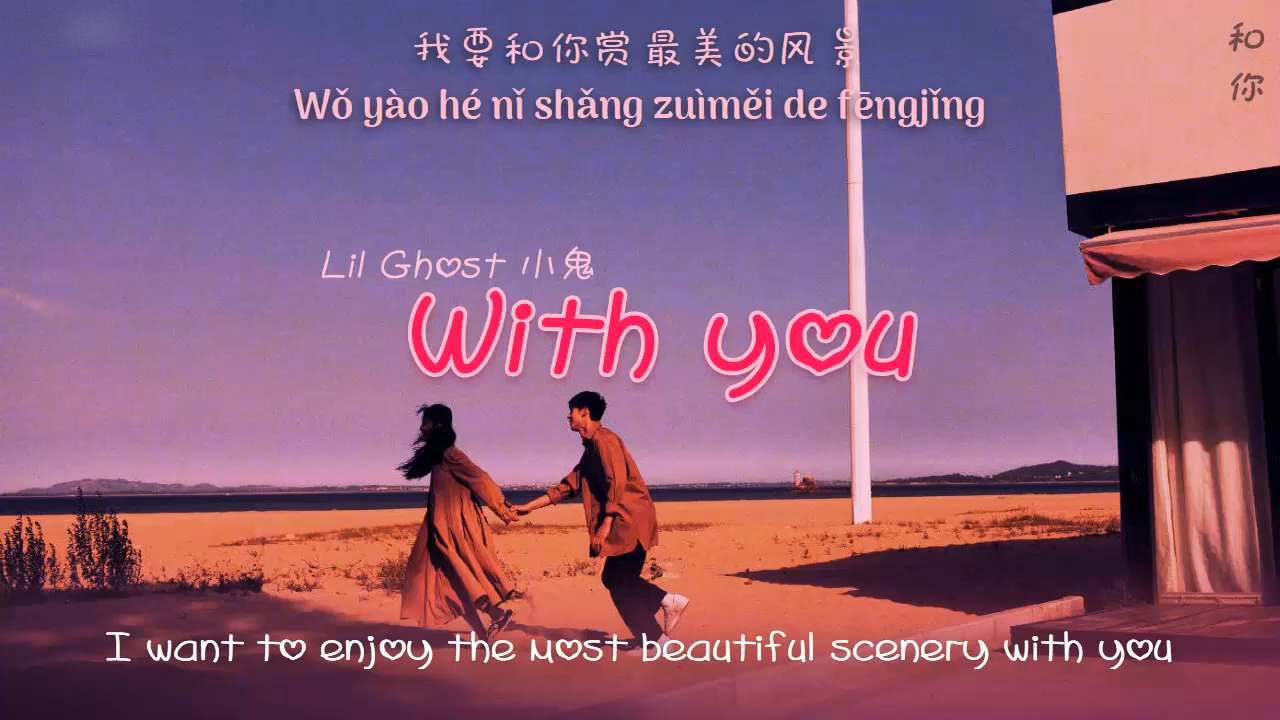 我要和你赏最美的风景
Wǒ yào hé nǐ shǎng zuìměi de fēngjǐng
和
你
Lil Ghost 小鬼
With you
I want to enjoy the most beautiful scenery with you